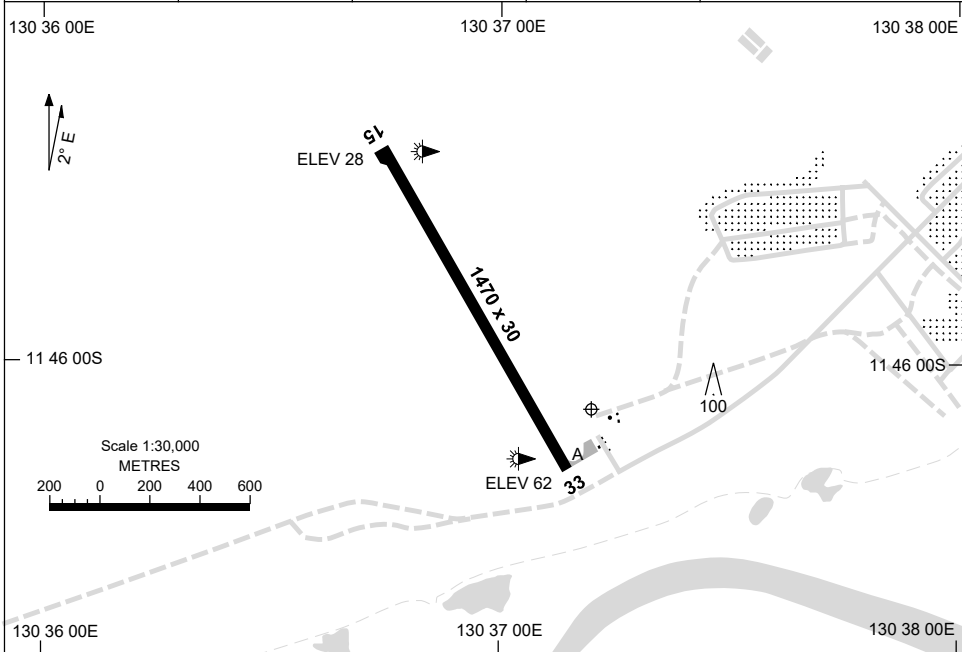 130 36 00E
130 37 00E
130 38 00E
2° E
15
ELEV 28
1470 x 30
11 46 00S
11 46 00S
100
Scale 1:30,000
METRES
200 0 200 400 600
A
ELEV 62
33
130 36 00E
130 37 00E
130 38 00E